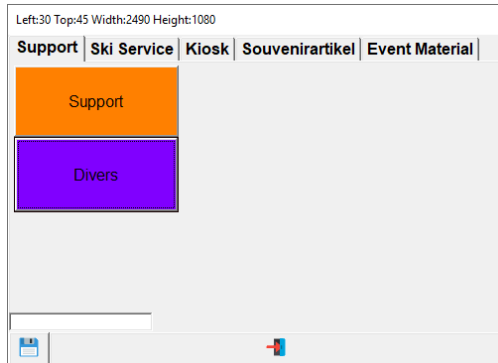 Left:30 Top:45 Width:2490 Height:1080
Support Ski Service Kiosk Souvenirartikel Event Material
Support
Divers